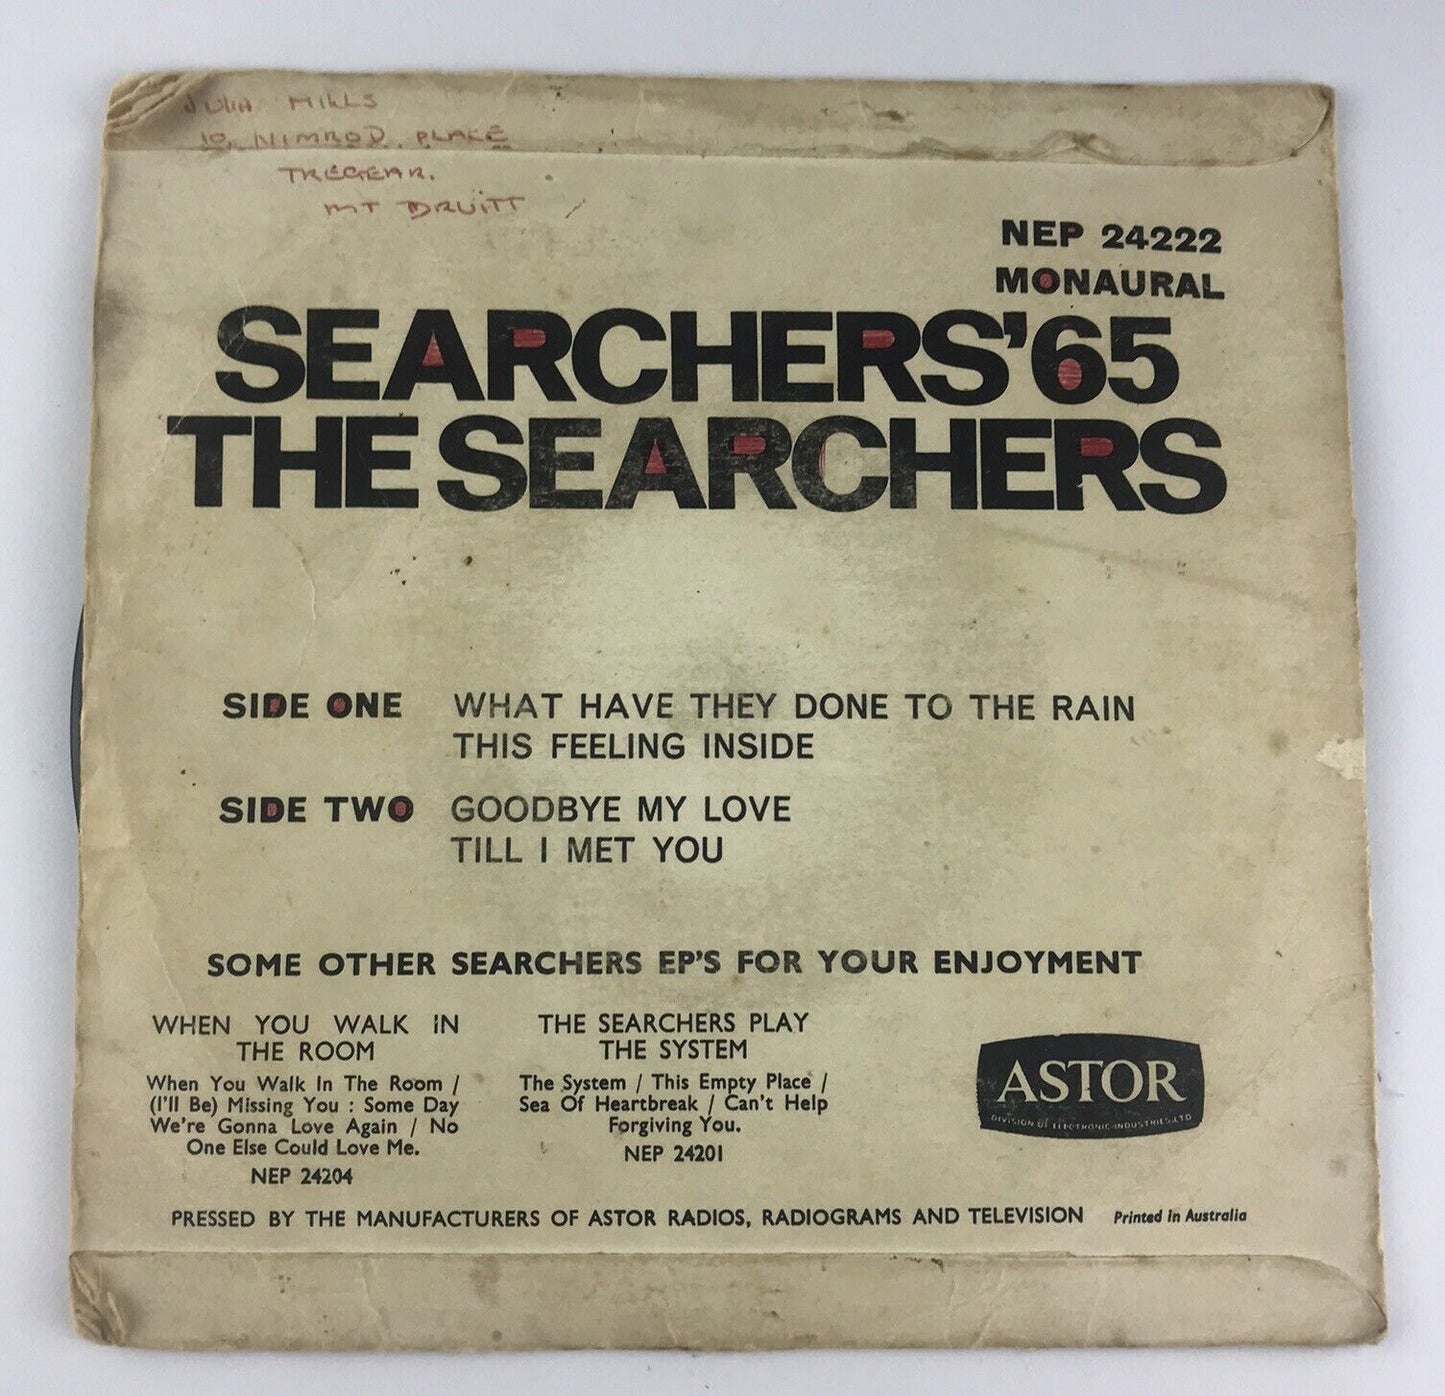 JULIA MILLS
10, NIMROD PLACE
TREGEAR.
MT DRUITT
NEP 24222
MONAURAL
SEARCHERS'65
THE SEARCHERS
SIDE ONE WHAT HAVE THEY DONE TO THE RAIN
THIS FEELING INSIDE
SIDE TWO GOODBYE MY LOVE
TILL I MET YOU
SOME OTHER SEARCHERS EP'S FOR YOUR ENJOYMENT
WHEN YOU WALK IN
THE ROOM
When You Walk In The Room /
(I'll Be) Missing You : Some Day
We're Gonna Love Again / No
One Else Could Love Me.
NEP 24204
THE SEARCHERS PLAY
THE SYSTEM
The System / This Empty Place /
Sea Of Heartbreak / Can't Help
Forgiving You.
NEP 24201
ASTOR
DIVISION OF ELECTRONIC INDUSTRIES LTD
PRESSED BY THE MANUFACTURERS OF ASTOR RADIOS, RADIOGRAMS AND TELEVISION Printed in Australia